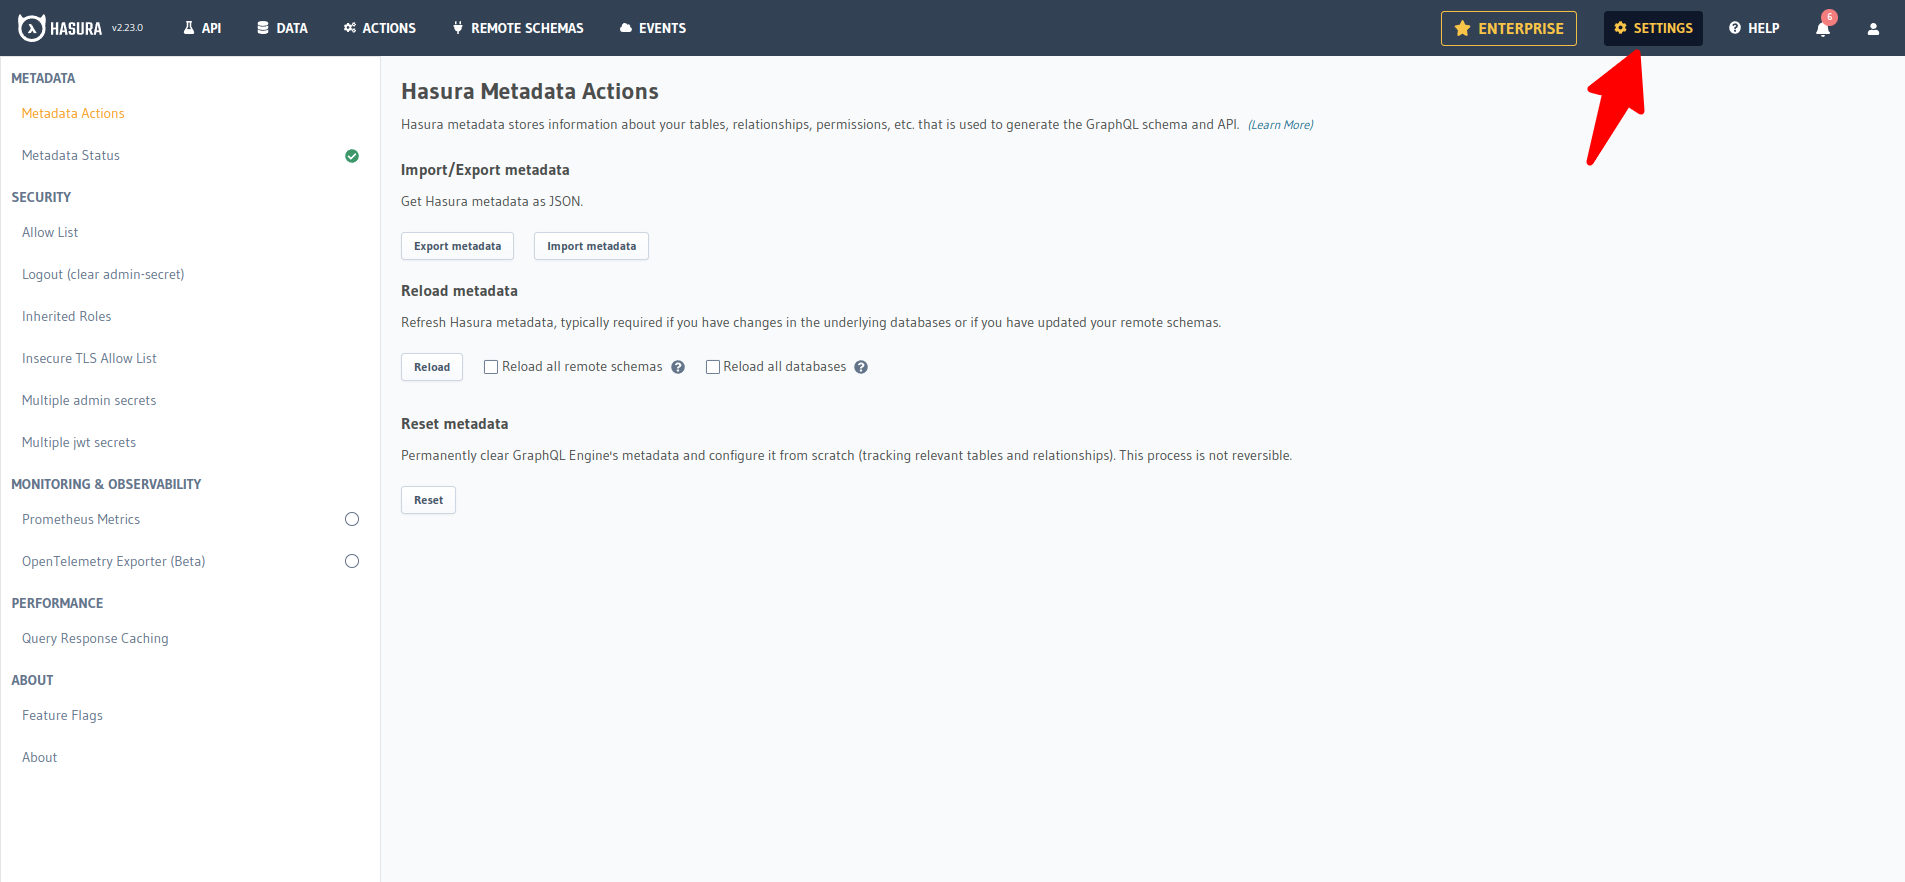 HASURA v2.23.0 API DATA ACTIONS REMOTE SCHEMAS EVENTS ENTERPRISE SETTINGS HELP 6
METADATA
Metadata Actions
Metadata Status
SECURITY
Allow List
Logout (clear admin-secret)
Inherited Roles
Insecure TLS Allow List
Multiple admin secrets
Multiple jwt secrets
MONITORING & OBSERVABILITY
Prometheus Metrics
OpenTelemetry Exporter (Beta)
PERFORMANCE
Query Response Caching
ABOUT
Feature Flags
About
Hasura Metadata Actions
Hasura metadata stores information about your tables, relationships, permissions, etc. that is used to generate the GraphQL schema and API. (Learn More)
Import/Export metadata
Get Hasura metadata as JSON.
Export metadata Import metadata
Reload metadata
Refresh Hasura metadata, typically required if you have changes in the underlying databases or if you have updated your remote schemas.
Reload Reload all remote schemas ? Reload all databases ?
Reset metadata
Permanently clear GraphQL Engine's metadata and configure it from scratch (tracking relevant tables and relationships). This process is not reversible.
Reset